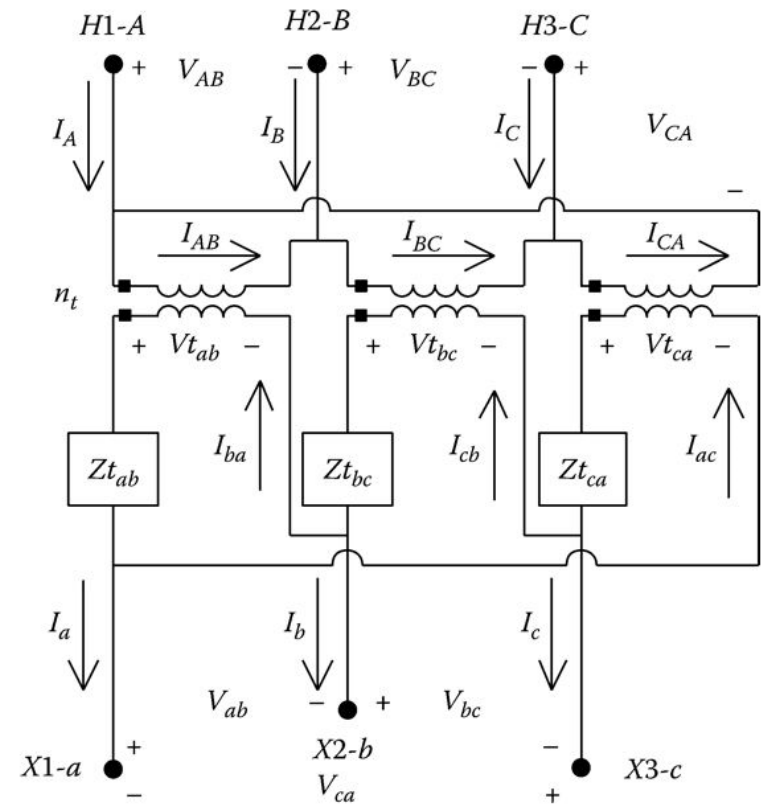 H1-A H2-B H3-C
+ V_AB − + V_BC − +
I_A I_B I_C V_CA
−
I_AB I_BC I_CA
n_t
+ Vt_ab − + Vt_bc − + Vt_ca −
Zt_ab I_ba Zt_bc I_cb Zt_ca I_ac
I_a I_b I_c
V_ab − + V_bc
+ −
X1-a X2-b X3-c
− V_ca +